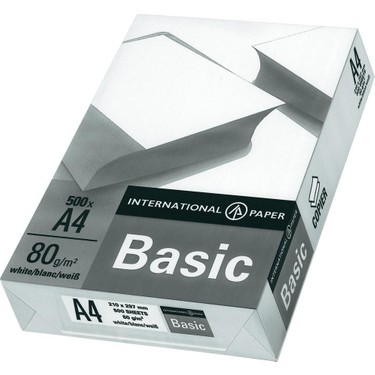 500x
A4
80g/m²
white/blanc/weiß
INTERNATIONAL PAPER
Basic
A4
210 x 297 mm
500 SHEETS
80 g/m²
white/blanc/weiß
Basic
A4
COPIER